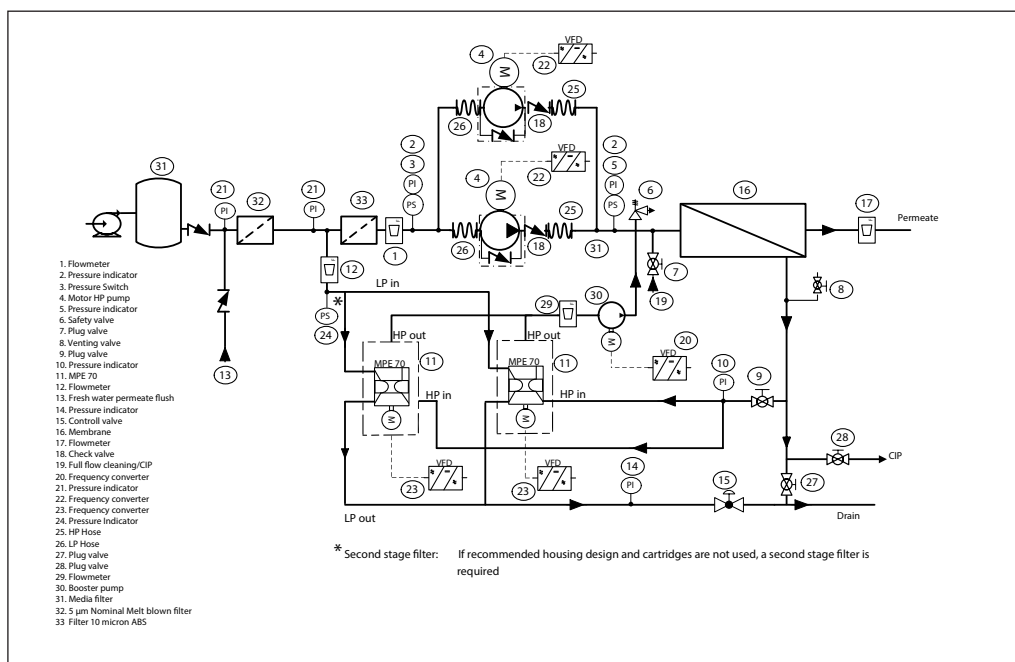 VFD
4
22
M
25
26
18
2
3
PI
PS
VFD
4
22
M
25
26
18
2
5
PI
PS
31
6
16
17
Permeate
31
21
PI
32
21
PI
33
1
7
19
8
12
LP in
*
PS
24
13
29
30
M
HP out
HP out
VFD
20
MPE 70
11
M
HP in
MPE 70
11
M
HP in
10
PI
9
28
CIP
27
VFD
23
VFD
23
14
PI
15
LP out
Drain
1. Flowmeter
2. Pressure indicator
3. Pressure Switch
4. Motor HP pump
5. Pressure indicator
6. Safety valve
7. Plug valve
8. Venting valve
9. Plug valve
10. Pressure indicator
11. MPE 70
12. Flowmeter
13. Fresh water permeate flush
14. Pressure indicator
15. Controll valve
16. Membrane
17. Flowmeter
18. Check valve
19. Full flow cleaning/CIP
20. Frequency converter
21. Pressure indicator
22. Frequency converter
23. Frequency converter
24. Pressure Indicator
25. HP Hose
26. LP Hose
27. Plug valve
28. Plug valve
29. Flowmeter
30. Booster pump
31. Media filter
32. 5 µm Nominal Melt blown filter
33 Filter 10 micron ABS
* Second stage filter: If recommended housing design and cartridges are not used, a second stage filter is
required